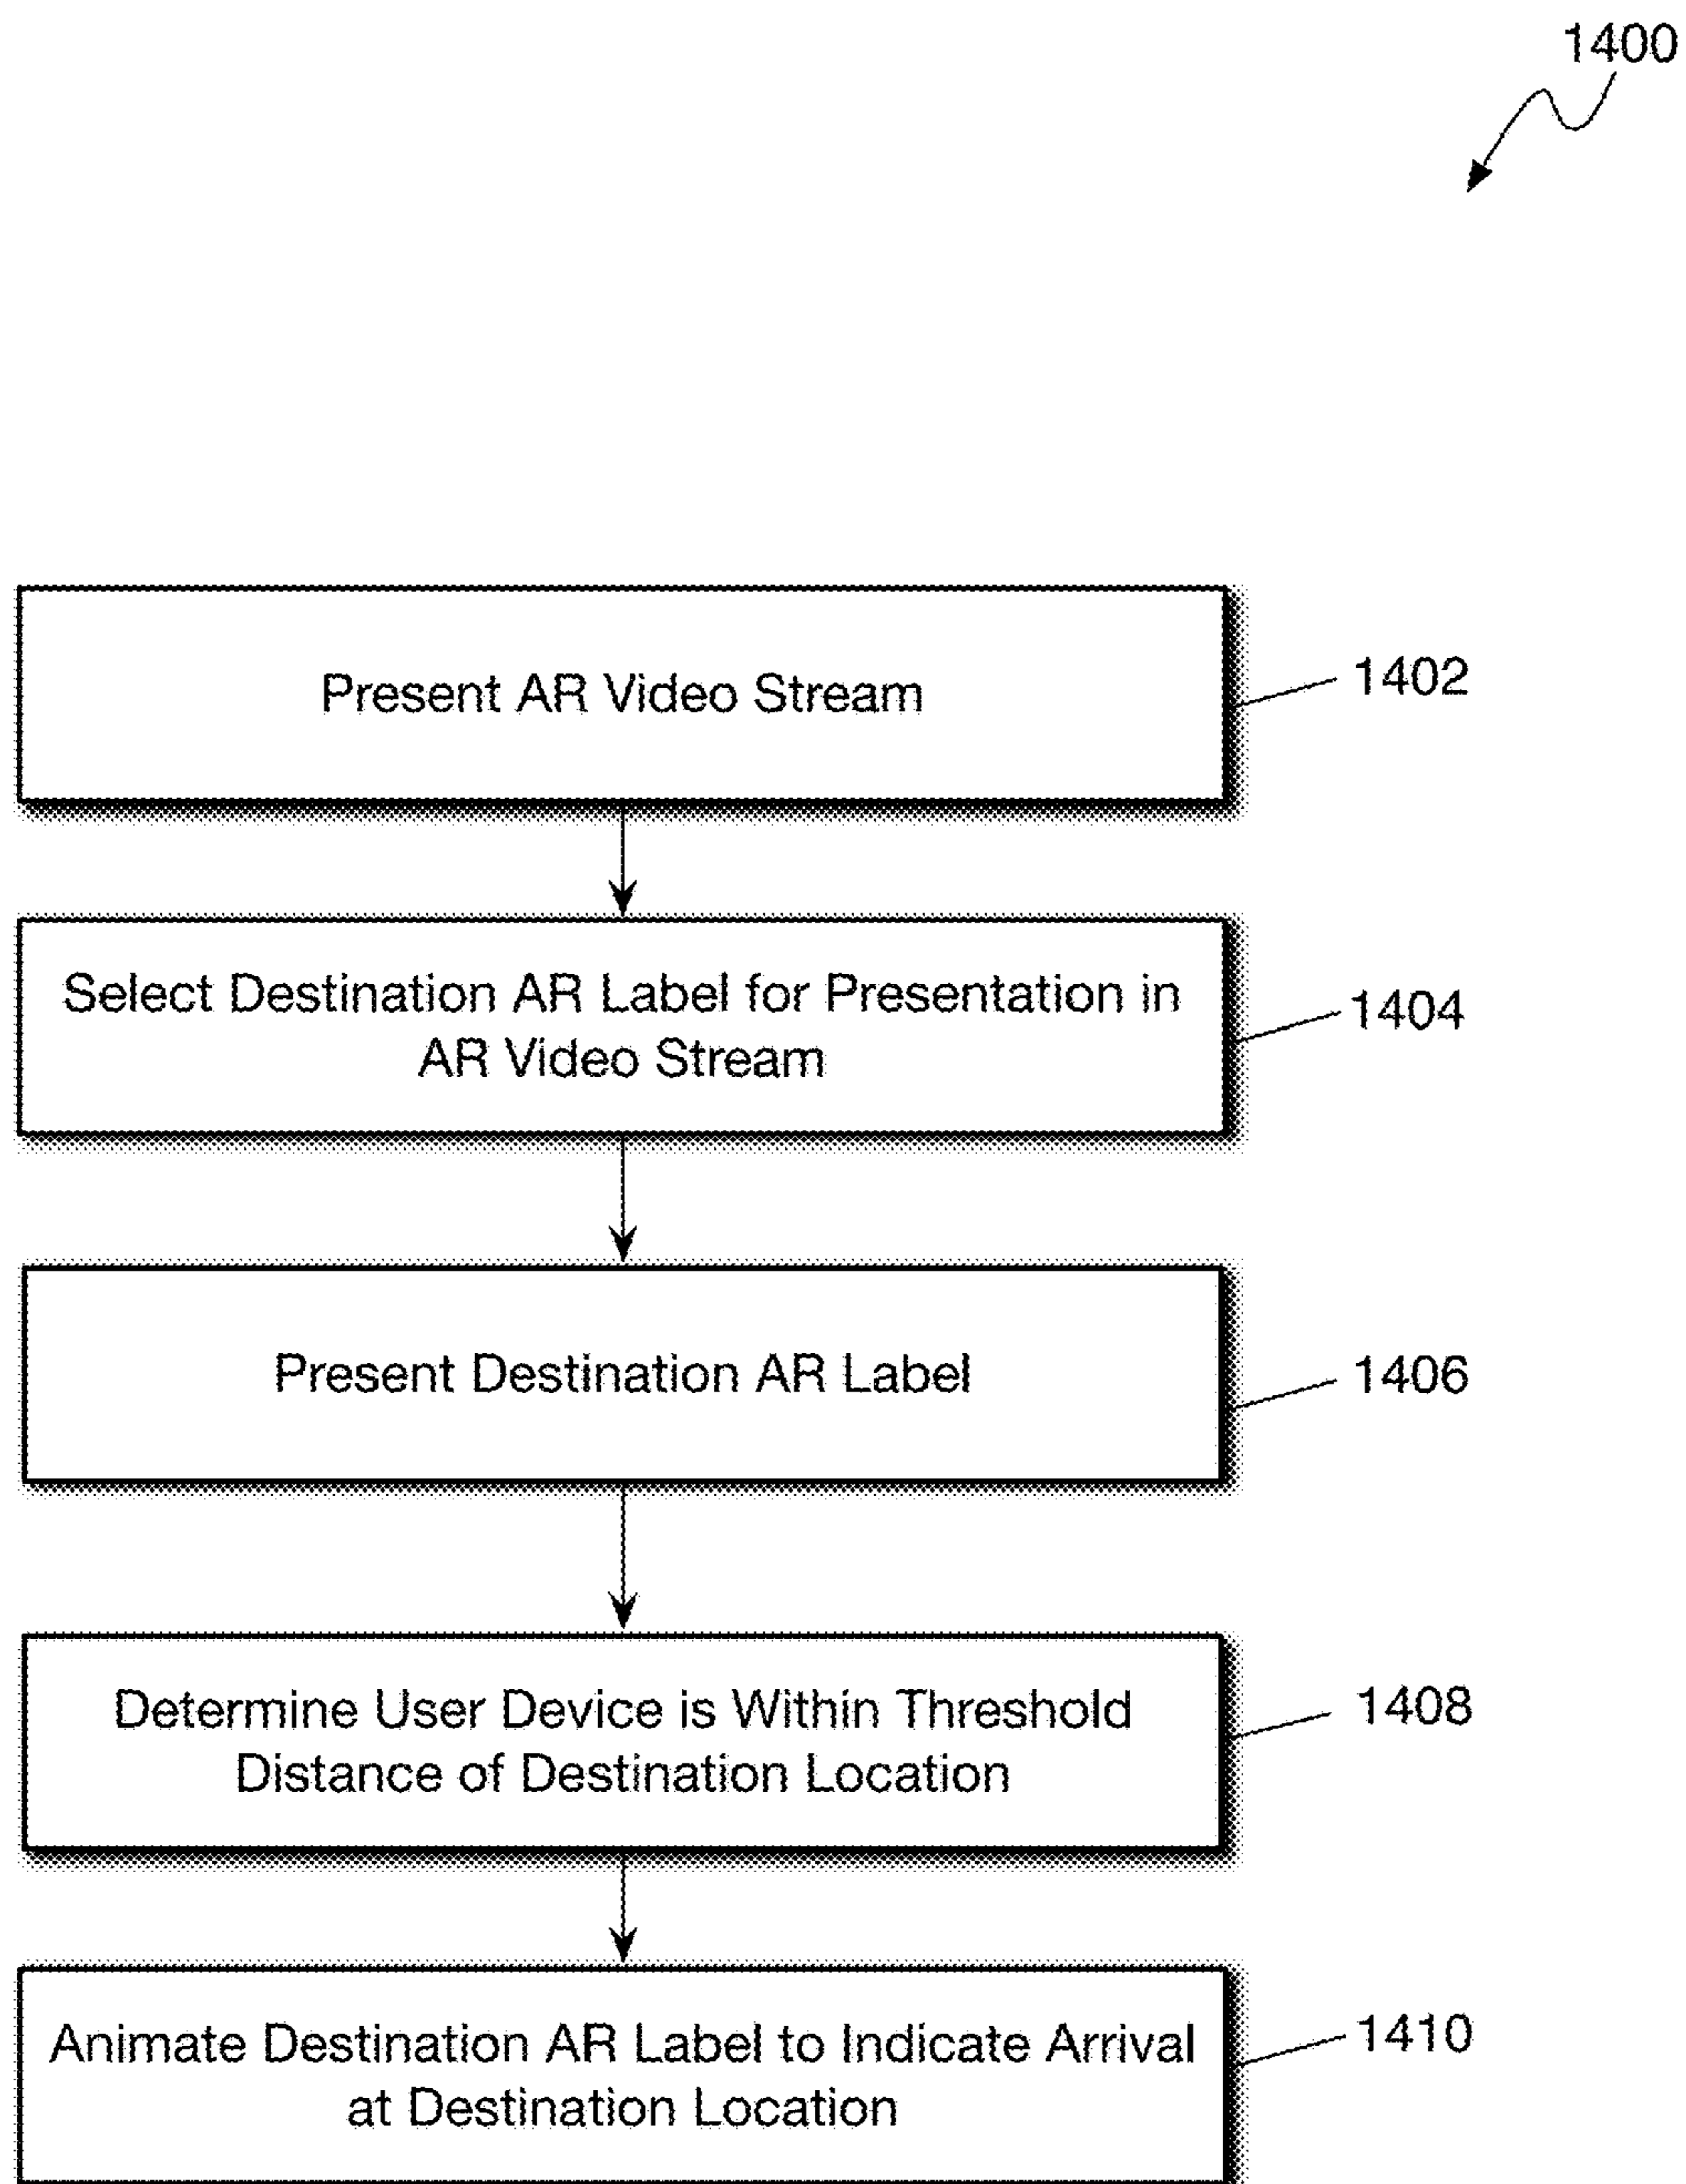 1400
Present AR Video Stream
1402
Select Destination AR Label for Presentation in
AR Video Stream
1404
Present Destination AR Label
1406
Determine User Device is Within Threshold
Distance of Destination Location
1408
Animate Destination AR Label to Indicate Arrival
at Destination Location
1410